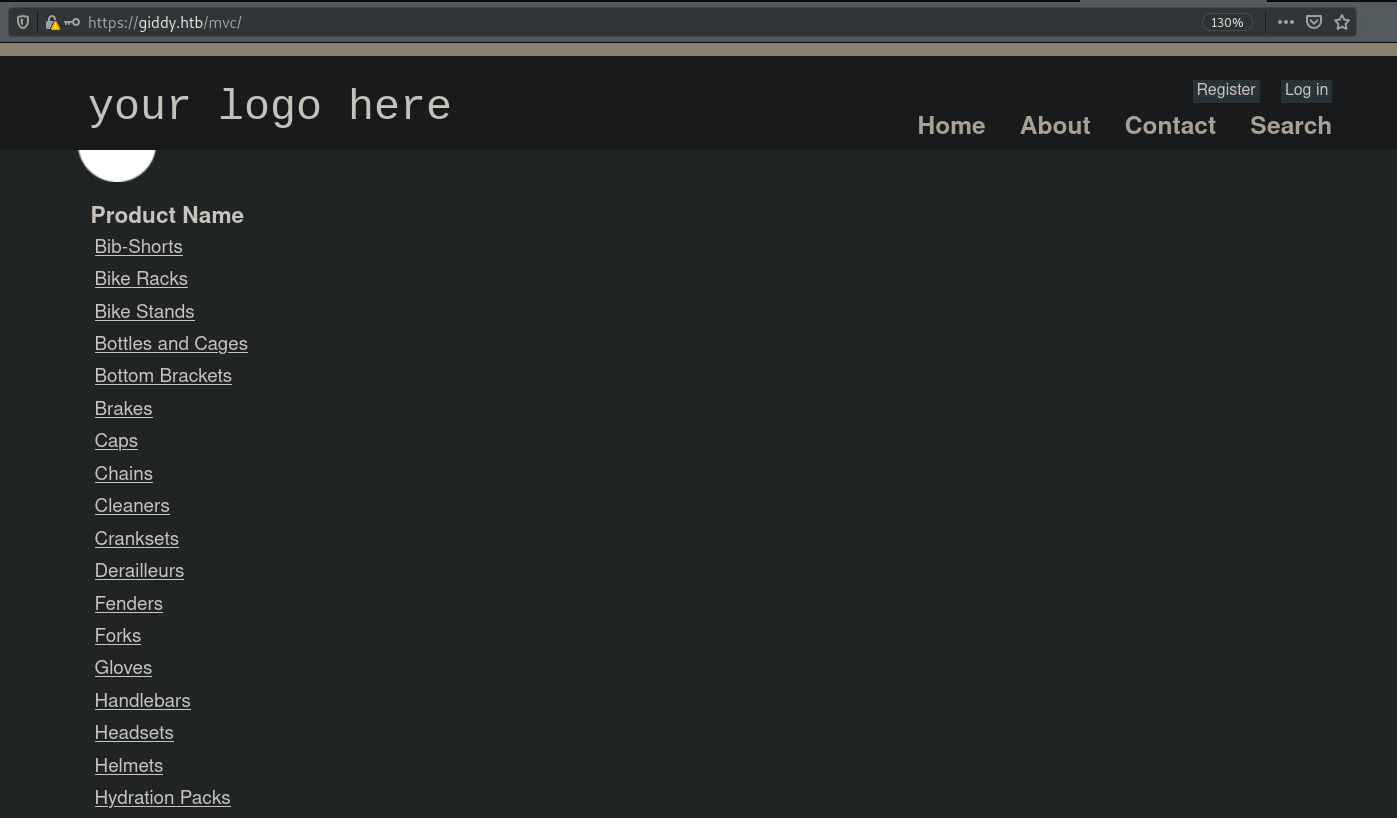 https://giddy.htb/mvc/
130%
your logo here
Register Log in
Home About Contact Search
Product Name
Bib-Shorts
Bike Racks
Bike Stands
Bottles and Cages
Bottom Brackets
Brakes
Caps
Chains
Cleaners
Cranksets
Derailleurs
Fenders
Forks
Gloves
Handlebars
Headsets
Helmets
Hydration Packs